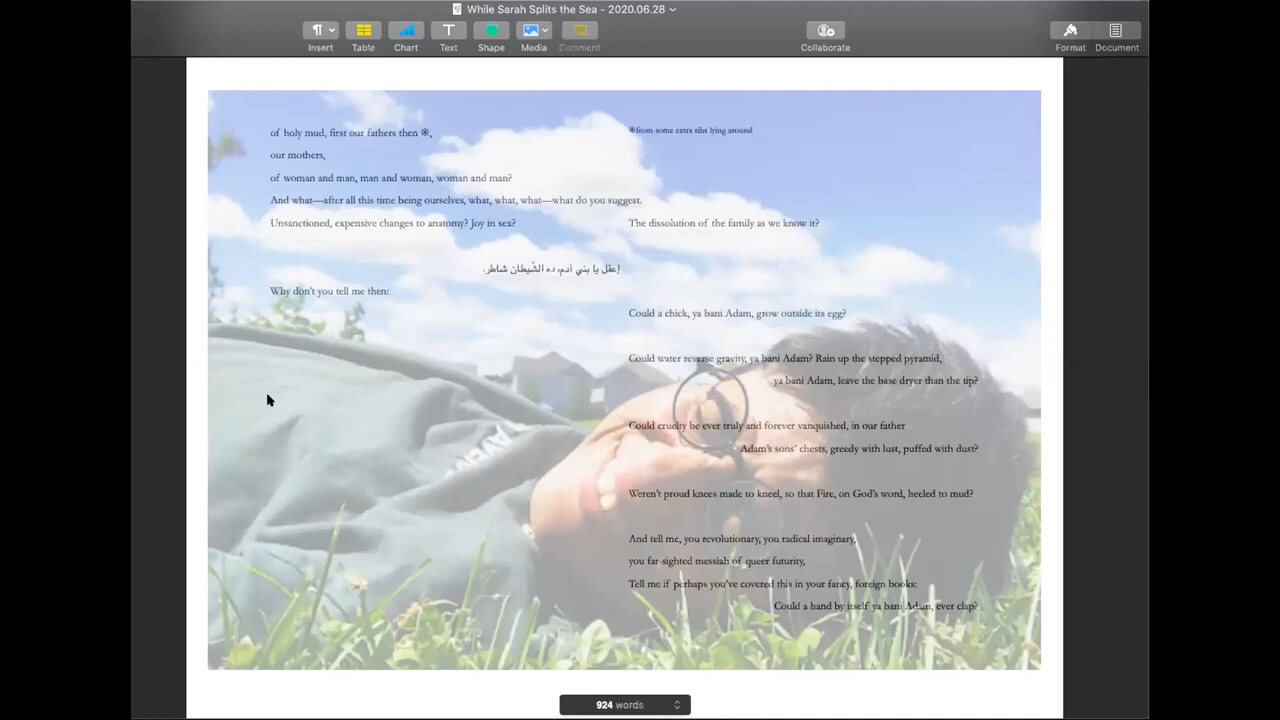 While Sarah Splits the Sea - 2020.06.28
Insert
Table
Chart
Text
Shape
Media
Comment
Collaborate
Format
Document
of holy mud, first our fathers then ※,
※from some extra ribs lying around
our mothers,
of woman and man, man and woman, woman and man?
And what—after all this time being ourselves, what, what, what—what do you suggest.
Unsanctioned, expensive changes to anatomy? Joy in sex?
The dissolution of the family as we know it?
إعقل يا بني آدم، ده الشّيطان شاطر.
Why don't you tell me then:
Could a chick, ya bani Adam, grow outside its egg?
Could water reverse gravity, ya bani Adam? Rain up the stepped pyramid,
ya bani Adam, leave the base dryer than the tip?
Could cruelty be ever truly and forever vanquished, in our father
Adam's sons' chests, greedy with lust, puffed with dust?
Weren't proud knees made to kneel, so that Fire, on God's word, heeled to mud?
And tell me, you revolutionary, you radical imaginary,
you far-sighted messiah of queer futurity,
Tell me if perhaps you've covered this in your fancy, foreign books:
Could a hand by itself ya bani Adam, ever clap?
924 words